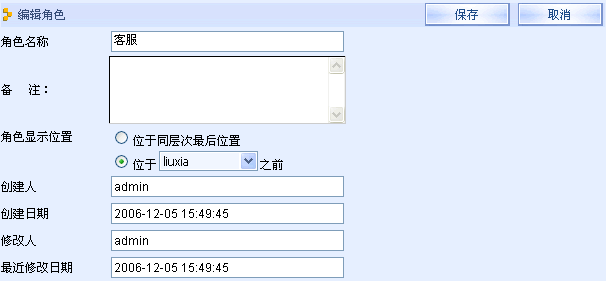 编辑角色 保存 取消
角色名称 客服
备 注：
角色显示位置 位于同层次最后位置
位于 liuxia 之前
创建人 admin
创建日期 2006-12-05 15:49:45
修改人 admin
最近修改日期 2006-12-05 15:49:45